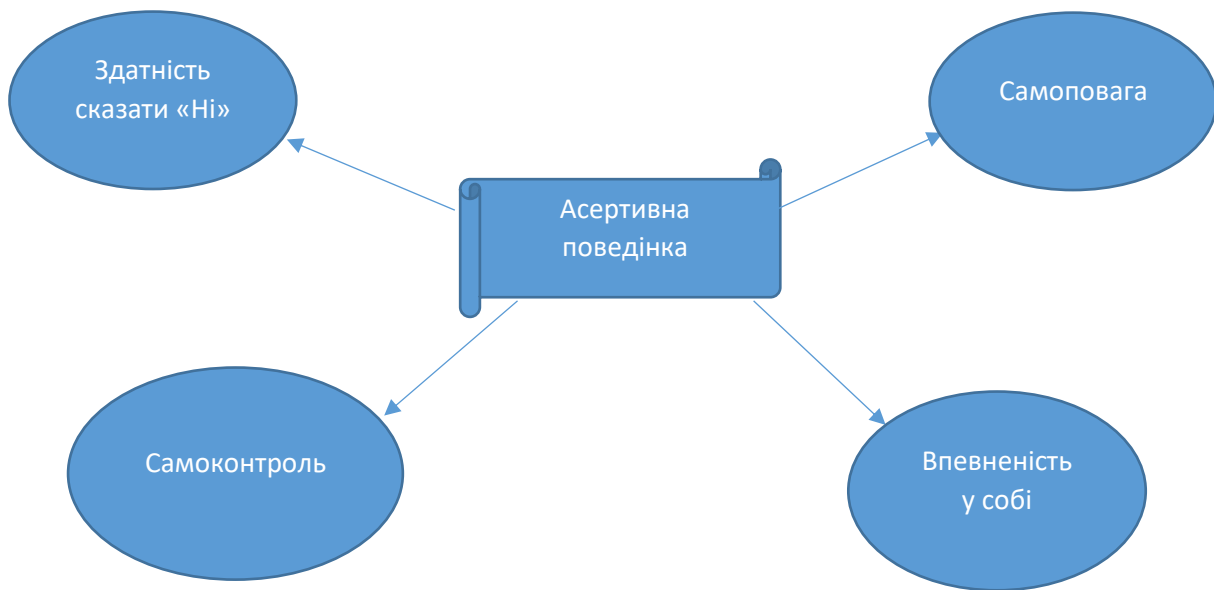 Здатність
сказати «Ні»
Самоповага
Асертивна
поведінка
Самоконтроль
Впевненість
у собі